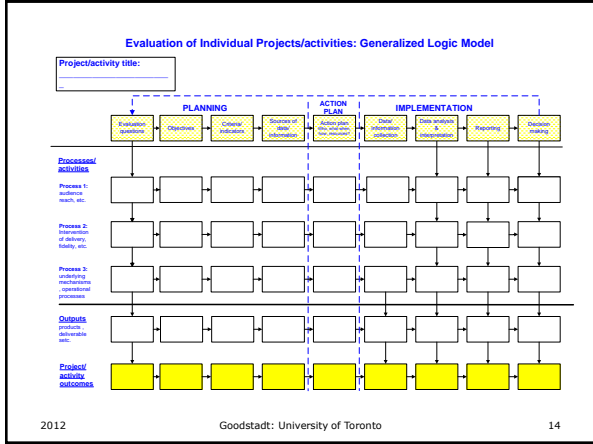 Evaluation of Individual Projects/activities: Generalized Logic Model
Project/activity title:
_
PLANNING
ACTION
PLAN
IMPLEMENTATION
Evaluation
questions
Objectives
Criteria/
indicators
Sources of
data/
information
Action plan
Who, what when
how, resources?
Data/
information
collection
Data analysis
&
interpretation
Reporting
Decision
making
Processes/
activities
Process 1:
audience
reach, etc.
Process 2:
Intervention
of delivery,
fidelity, etc.
Process 3:
underlying
mechanisms
, operational
processes
Outputs
products ,
deliverable
setc.
Project/
activity
outcomes
2012
Goodstadt: University of Toronto
14